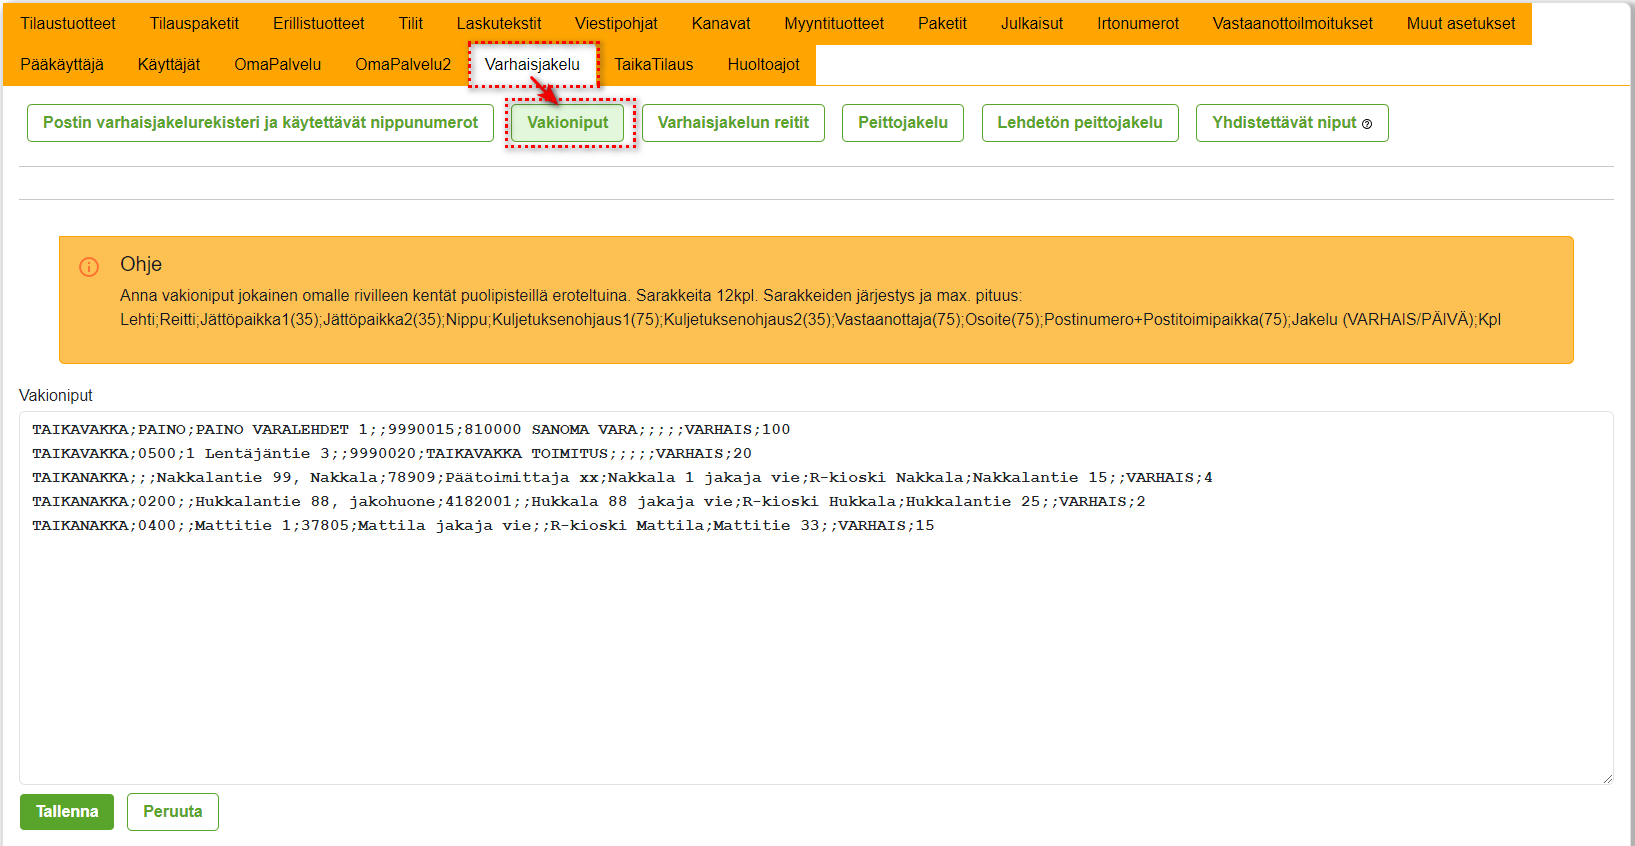 Tilaustuotteet Tilauspaketit Erillistuotteet Tilit Laskutekstit Viestipohjat Kanavat Myyntituotteet Paketit Julkaisut Irtonumerot Vastaanottoilmoitukset Muut asetukset
Pääkäyttäjä Käyttäjät OmaPalvelu OmaPalvelu2 Varhaisjakelu TaikaTilaus Huoltoajot
Postin varhaisjakelurekisteri ja käytettävät nippunumerot Vakioniput Varhaisjakelun reitit Peittojakelu Lehdetön peittojakelu Yhdistettävät niput
Ohje
Anna vakioniput jokainen omalle rivilleen kentät puolipisteillä eroteltuina. Sarakkeita 12kpl. Sarakkeiden järjestys ja max. pituus:
Lehti;Reitti;Jättöpaikka1(35);Jättöpaikka2(35);Nippu;Kuljetuksenohjaus1(75);Kuljetuksenohjaus2(35);Vastaanottaja(75);Osoite(75);Postinumero+Postitoimipaikka(75);Jakelu (VARHAIS/PÄIVÄ);Kpl
Vakioniput
TAIKAVAKKA;PAINO;PAINO VARALEHDET 1;;9990015;810000 SANOMA VARA;;;;;VARHAIS;100
TAIKAVAKKA;0500;1 Lentäjäntie 3;;9990020;TAIKAVAKKA TOIMITUS;;;;;VARHAIS;20
TAIKANAKKA;;;Nakkalantie 99, Nakkala;78909;Päätoimittaja xx;Nakkala 1 jakaja vie;R-kioski Nakkala;Nakkalantie 15;;VARHAIS;4
TAIKANAKKA;0200;;Hukkalantie 88, jakohuone;4182001;;Hukkala 88 jakaja vie;R-kioski Hukkala;Hukkalantie 25;;VARHAIS;2
TAIKANAKKA;0400;;Mattitie 1;37805;Mattila jakaja vie;;R-kioski Mattila;Mattitie 33;;VARHAIS;15
Tallenna Peruuta